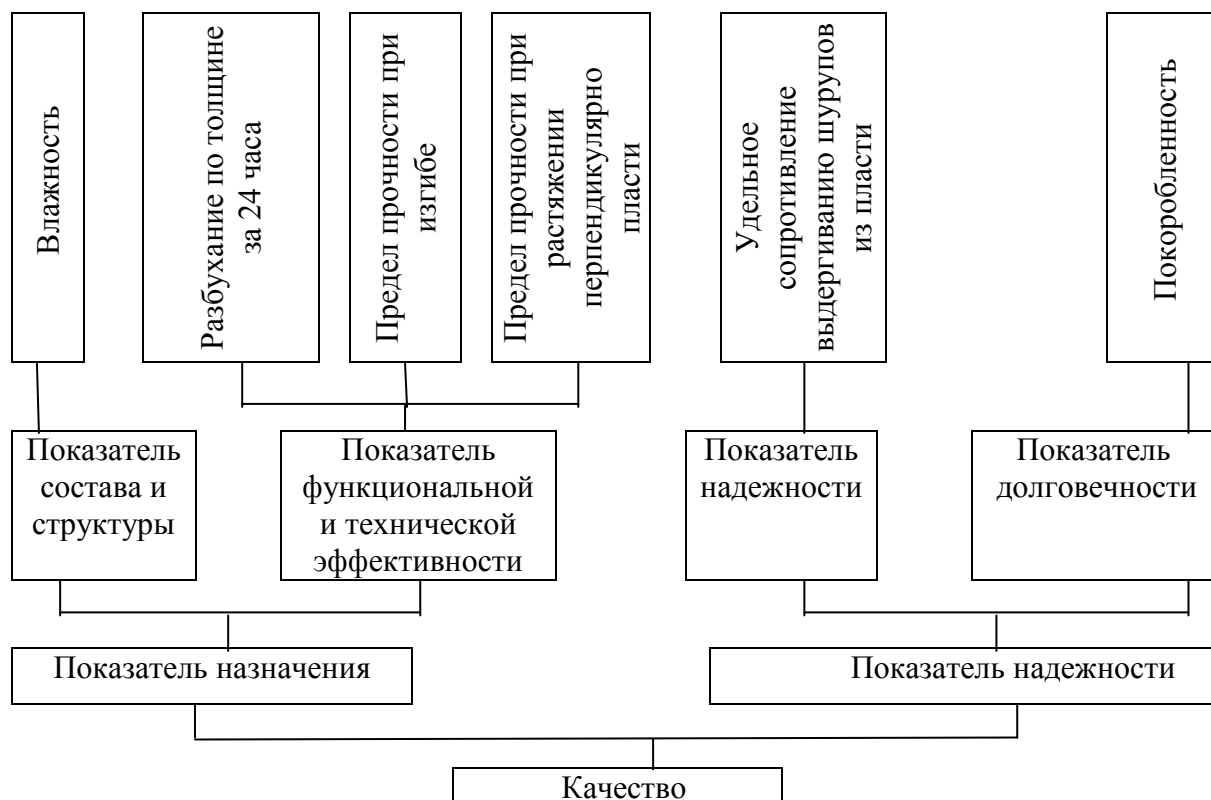 Влажность
Разбухание по толщине
за 24 часа
Предел прочности при
изгибе
Предел прочности при
растяжении
перпендикулярно
пласти
Удельное
сопротивление
выдергиванию шурупов
из пласти
Покоробленность
Показатель
состава и
структуры
Показатель
функциональной
и технической
эффективности
Показатель
надежности
Показатель
долговечности
Показатель назначения
Показатель надежности
Качество